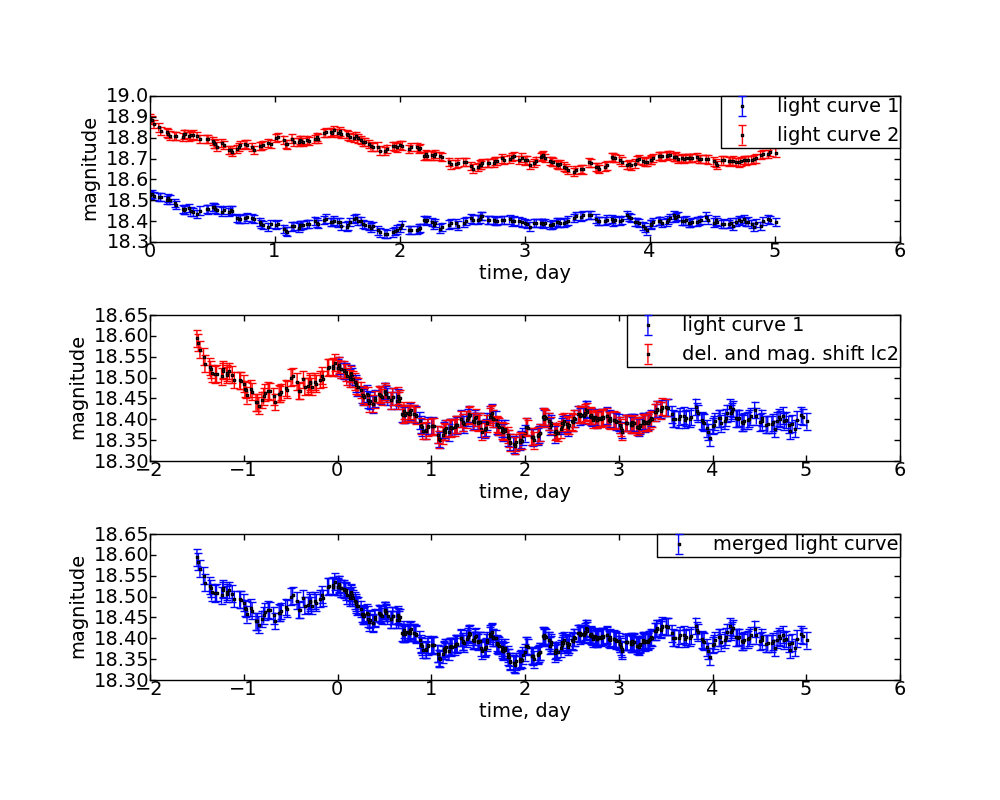 19.0
18.9
18.8
18.7
18.6
18.5
18.4
18.3
magnitude
light curve 1
light curve 2
0 1 2 3 4 5 6
time, day
18.65
18.60
18.55
18.50
18.45
18.40
18.35
18.30
magnitude
light curve 1
del. and mag. shift lc2
−2 −1 0 1 2 3 4 5 6
time, day
18.65
18.60
18.55
18.50
18.45
18.40
18.35
18.30
magnitude
merged light curve
−2 −1 0 1 2 3 4 5 6
time, day